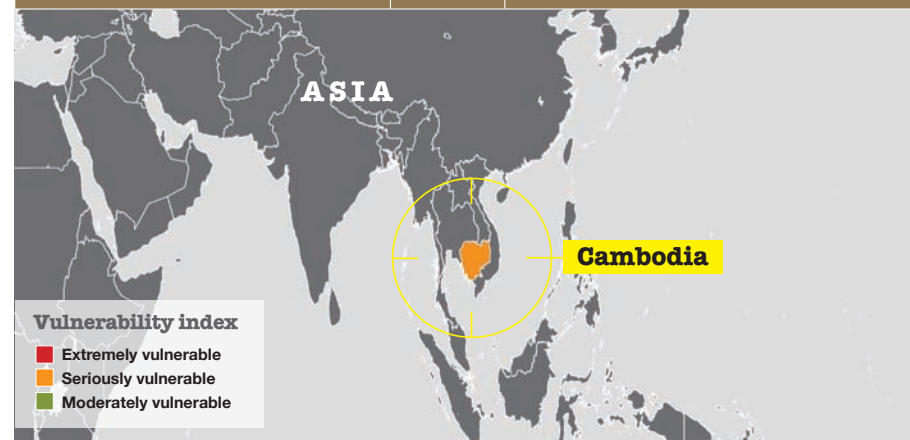 ASIA
Cambodia
Vulnerability index
Extremely vulnerable
Seriously vulnerable
Moderately vulnerable